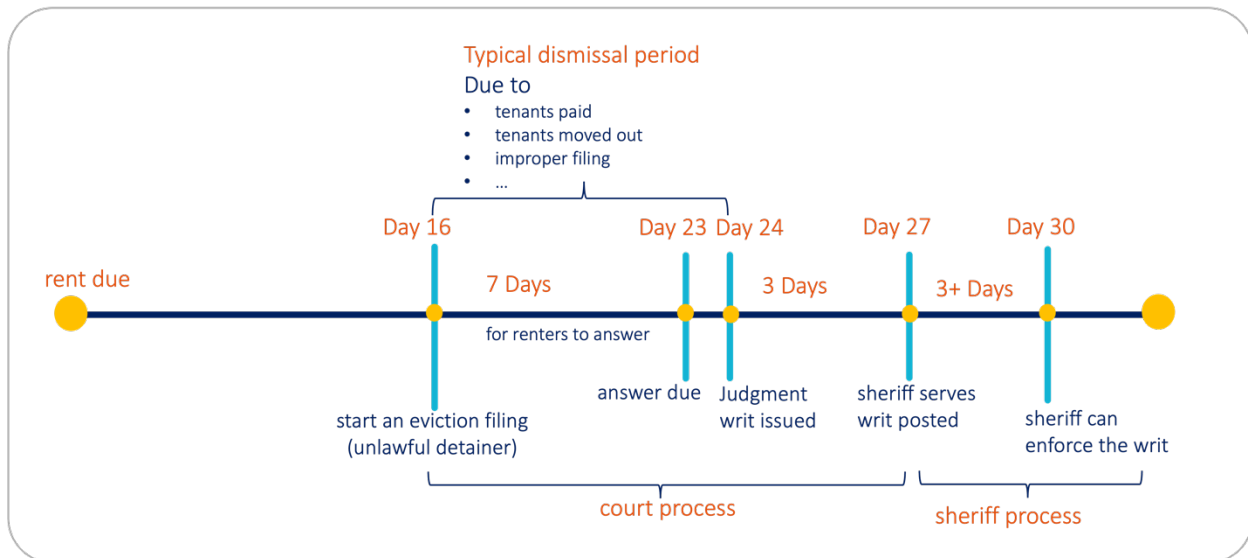 Typical dismissal period
Due to
• tenants paid
• tenants moved out
• improper filing
• ...
Day 16
Day 23
Day 24
Day 27
Day 30
rent due
7 Days
3 Days
3+ Days
for renters to answer
start an eviction filing
(unlawful detainer)
answer due
Judgment
writ issued
sheriff serves
writ posted
sheriff can
enforce the writ
court process
sheriff process